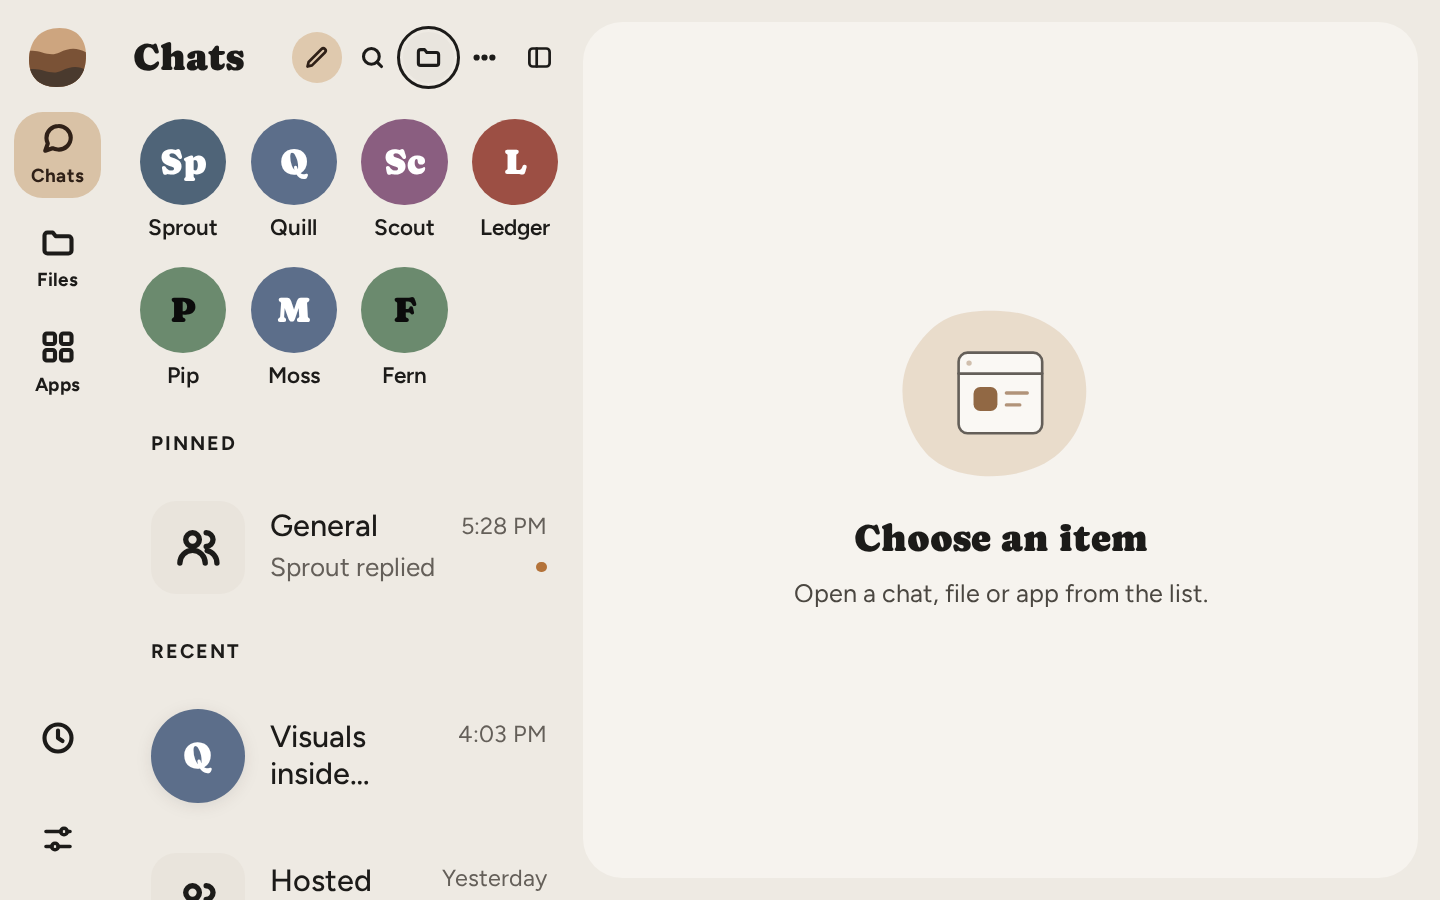 Chats
Chats
Files
Apps
Sp
Q
Sc
L
Sprout
Quill
Scout
Ledger
P
M
F
Pip
Moss
Fern
PINNED
General
5:28 PM
Sprout replied
RECENT
Q
Visuals
4:03 PM
inside...
Hosted
Yesterday
Choose an item
Open a chat, file or app from the list.